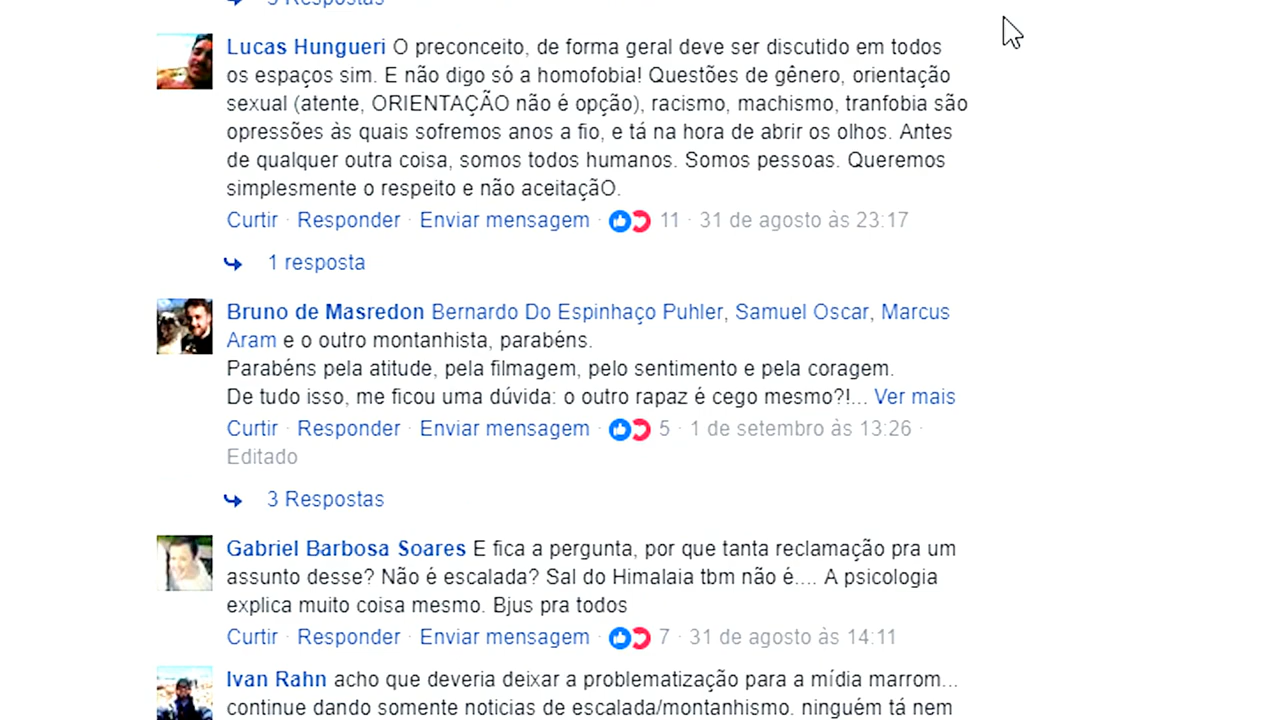 3 Respostas
Lucas Hungueri O preconceito, de forma geral deve ser discutido em todos
os espaços sim. E não digo só a homofobia! Questões de gênero, orientação
sexual (atente, ORIENTAÇÃO não é opção), racismo, machismo, tranfobia são
opressões às quais sofremos anos a fio, e tá na hora de abrir os olhos. Antes
de qualquer outra coisa, somos todos humanos. Somos pessoas. Queremos
simplesmente o respeito e não aceitaçãO.
Curtir · Responder · Enviar mensagem · 11 · 31 de agosto às 23:17
1 resposta
Bruno de Masredon Bernardo Do Espinhaço Puhler, Samuel Oscar, Marcus
Aram e o outro montanhista, parabéns.
Parabéns pela atitude, pela filmagem, pelo sentimento e pela coragem.
De tudo isso, me ficou uma dúvida: o outro rapaz é cego mesmo?!... Ver mais
Curtir · Responder · Enviar mensagem · 5 · 1 de setembro às 13:26 ·
Editado
3 Respostas
Gabriel Barbosa Soares E fica a pergunta, por que tanta reclamação pra um
assunto desse? Não é escalada? Sal do Himalaia tbm não é.... A psicologia
explica muito coisa mesmo. Bjus pra todos
Curtir · Responder · Enviar mensagem · 7 · 31 de agosto às 14:11
Ivan Rahn acho que deveria deixar a problematização para a mídia marrom...
continue dando somente noticias de escalada/montanhismo. ninguém tá nem